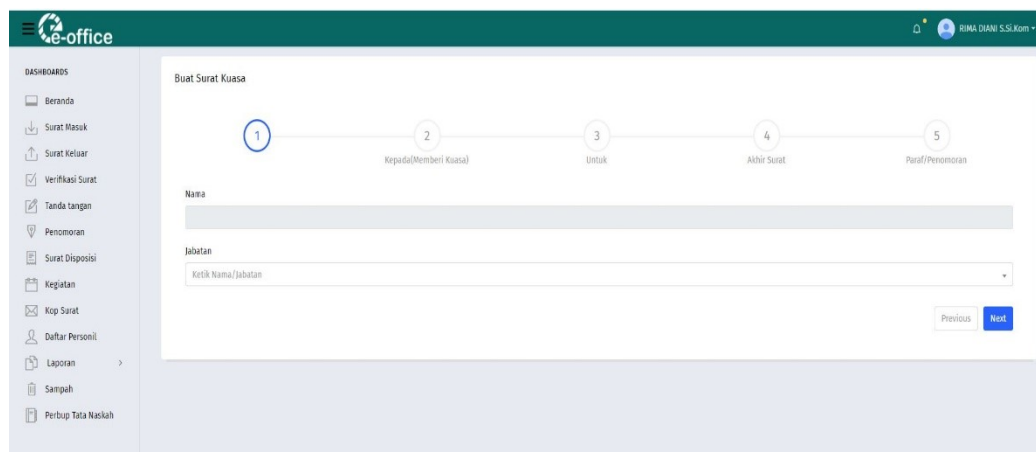 e-office
RIMA DIANI S.Si.Kom
DASHBOARDS
Beranda
Surat Masuk
Surat Keluar
Verifikasi Surat
Tanda tangan
Penomoran
Surat Disposisi
Kegiatan
Kop Surat
Daftar Personil
Laporan
Sampah
Perbup Tata Naskah
Buat Surat Kuasa
1 2 3 4 5
Kepada(Memberi Kuasa) Untuk Akhir Surat Paraf/Penomoran
Nama
Jabatan
Ketik Nama/Jabatan
Previous Next